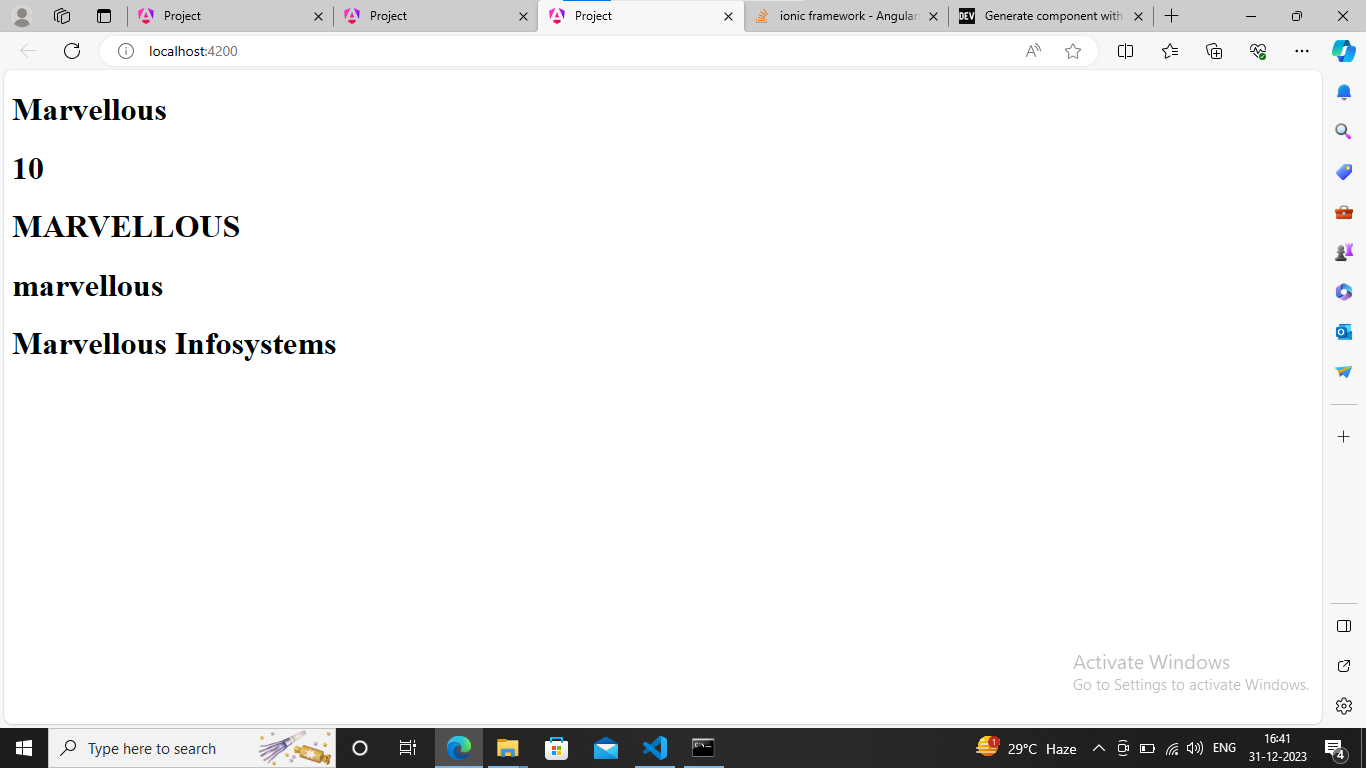 Project
Project
Project
ionic framework - Angular:
DEV
Generate component with
localhost:4200
Marvellous
10
MARVELLOUS
marvellous
Marvellous Infosystems
Activate Windows
Go to Settings to activate Windows.
Type here to search
1
29°C Haze
ENG
16:41
31-12-2023
4